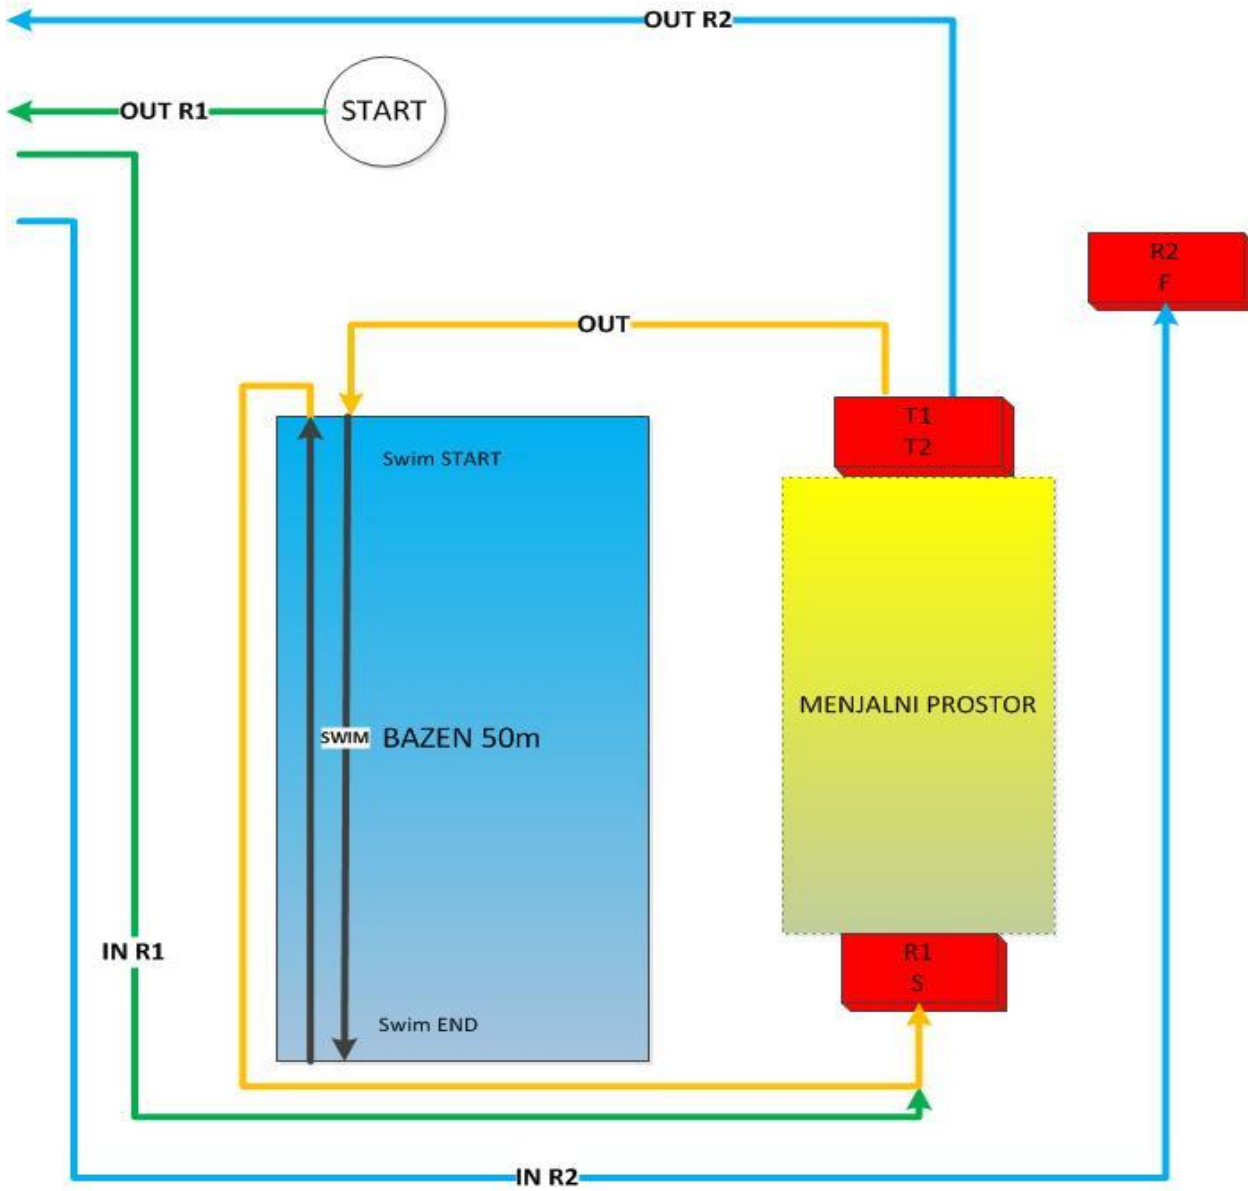 OUT R2
OUT R1
START
R2
F
OUT
T1
T2
Swim START
MENJALNI PROSTOR
SWIM
BAZEN 50m
IN R1
R1
S
Swim END
IN R2